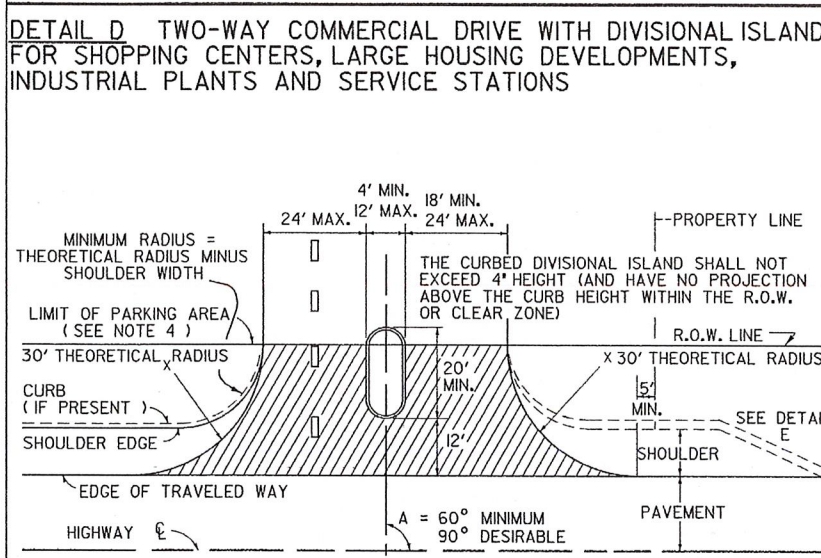 DETAIL D TWO-WAY COMMERCIAL DRIVE WITH DIVISIONAL ISLAND
FOR SHOPPING CENTERS, LARGE HOUSING DEVELOPMENTS,
INDUSTRIAL PLANTS AND SERVICE STATIONS
4' MIN.
12' MAX.
24' MAX.
18' MIN.
24' MAX.
PROPERTY LINE
MINIMUM RADIUS =
THEORETICAL RADIUS MINUS
SHOULDER WIDTH
THE CURBED DIVISIONAL ISLAND SHALL NOT
EXCEED 4" HEIGHT (AND HAVE NO PROJECTION
ABOVE THE CURB HEIGHT WITHIN THE R.O.W.
OR CLEAR ZONE)
LIMIT OF PARKING AREA
( SEE NOTE 4 )
R.O.W. LINE
30' THEORETICAL RADIUS
X
X 30' THEORETICAL RADIUS
20'
MIN.
5'
MIN.
CURB
( IF PRESENT )
SEE DETAI
E
SHOULDER EDGE
12'
SHOULDER
EDGE OF TRAVELED WAY
A = 60° MINIMUM
90° DESIRABLE
PAVEMENT
HIGHWAY ℄